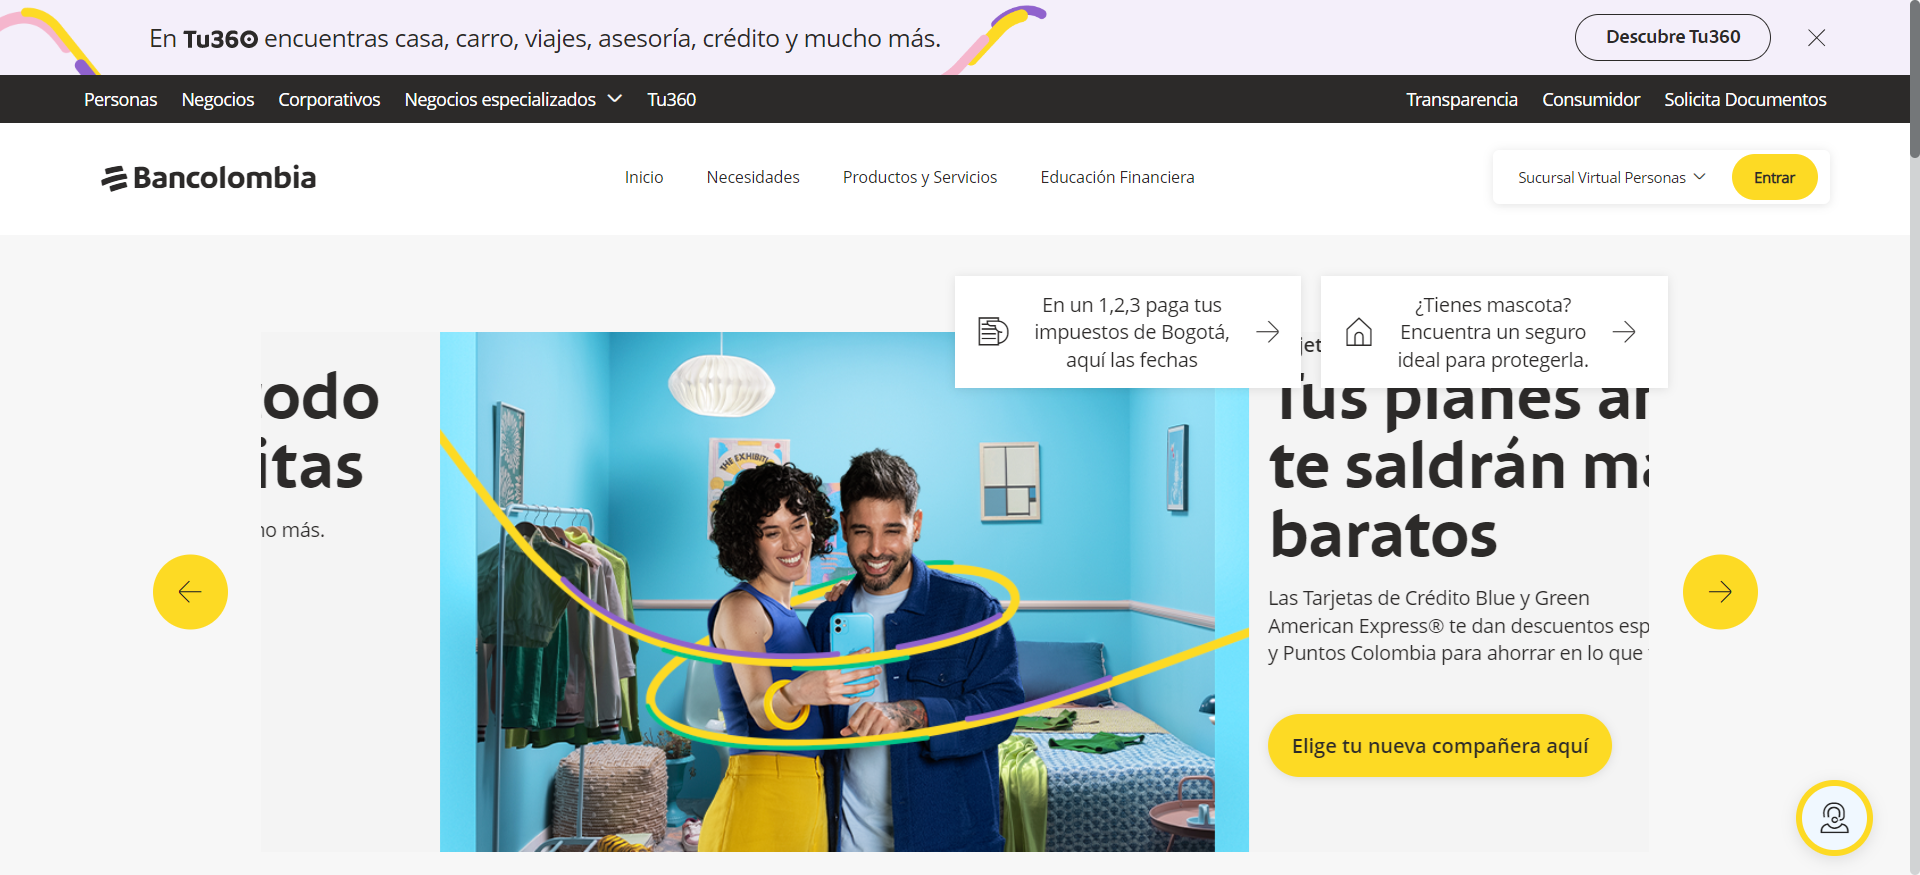 En Tu360 encuentras casa, carro, viajes, asesoría, crédito y mucho más.
Descubre Tu360
Personas Negocios Corporativos Negocios especializados Tu360
Transparencia Consumidor Solicita Documentos
Bancolombia
Inicio Necesidades Productos y Servicios Educación Financiera
Sucursal Virtual Personas
Entrar
En un 1,2,3 paga tus
impuestos de Bogotá,
aquí las fechas
¿Tienes mascota?
Encuentra un seguro
ideal para protegerla.
odo
itas
no más.
THE EXHIBITI
Tus planes
te saldrán
baratos
Las Tarjetas de Crédito Blue y Green
American Express® te dan descuentos esp
y Puntos Colombia para ahorrar en lo que
Elige tu nueva compañera aquí